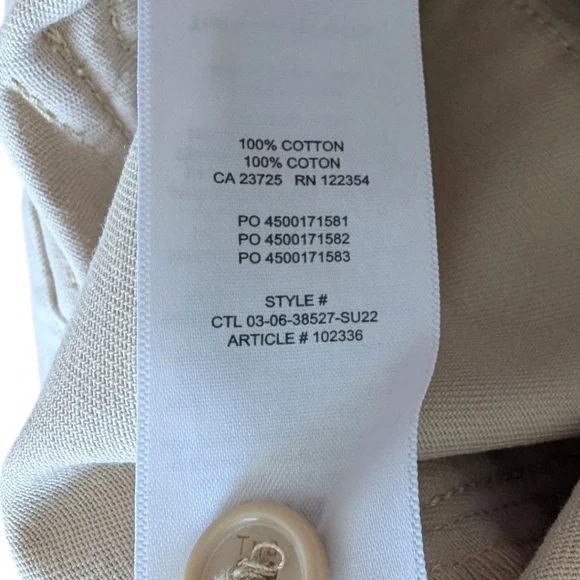 100% COTTON
100% COTON
CA 23725 RN 122354
PO 4500171581
PO 4500171582
PO 4500171583
STYLE #
CTL 03-06-38527-SU22
ARTICLE # 102336